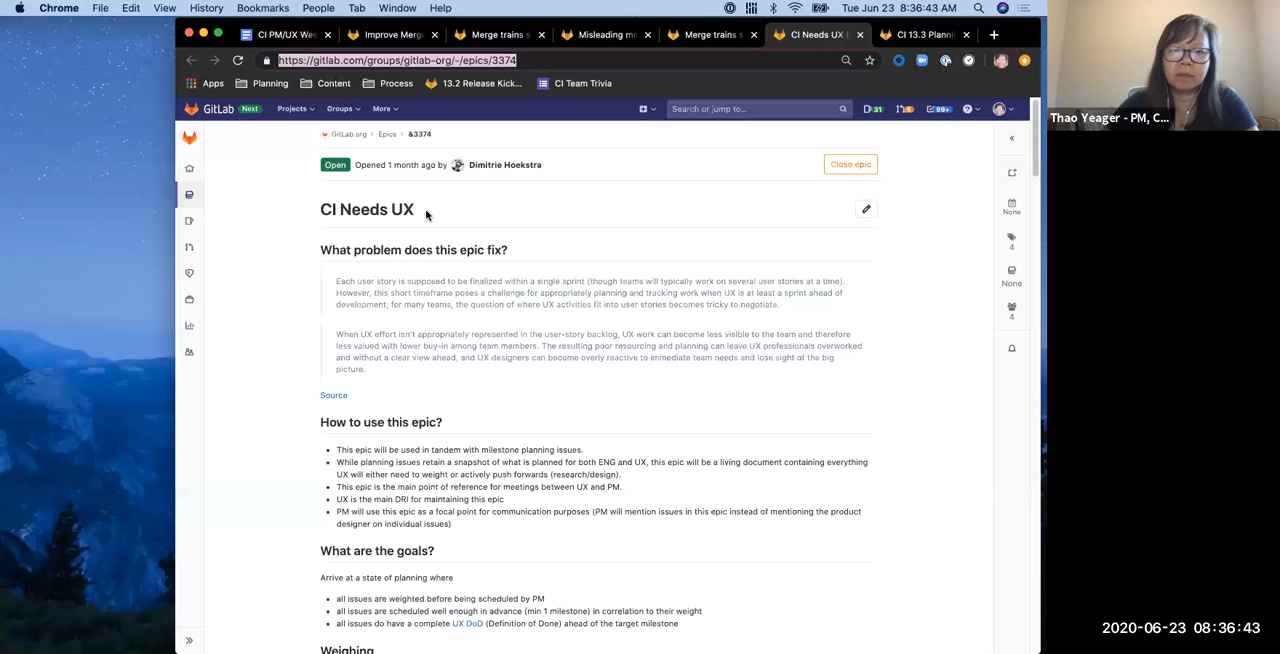 Chrome File Edit View History Bookmarks People Tab Window Help
Tue Jun 23 8:36:43 AM
CI PM/UX Wee
Improve Merge
Merge trains s
Misleading me
Merge trains s
CI Needs UX (
CI 13.3 Planni
https://gitlab.com/groups/gitlab-org/-/epics/3374
Apps Planning Content Process 13.2 Release Kick... CI Team Trivia
GitLab Next Projects Groups More Search or jump to... 31 6 99+
GitLab.org > Epics > &3374
Open Opened 1 month ago by Dimitrie Hoekstra Close epic
CI Needs UX
None
4
None
4
What problem does this epic fix?
Each user story is supposed to be finalized within a single sprint (though teams will typically work on several user stories at a time).
However, this short timeframe poses a challenge for appropriately planning and tracking work when UX is at least a sprint ahead of
development; for many teams, the question of where UX activities fit into user stories becomes tricky to negotiate.
When UX effort isn't appropriately represented in the user-story backlog, UX work can become less visible to the team and therefore
less valued with lower buy-in among team members. The resulting poor resourcing and planning can leave UX professionals overworked
and without a clear view ahead, and UX designers can become overly reactive to immediate team needs and lose sight of the big
picture.
Source
How to use this epic?
This epic will be used in tandem with milestone planning issues.
While planning issues retain a snapshot of what is planned for both ENG and UX, this epic will be a living document containing everything
UX will either need to weight or actively push forwards (research/design).
This epic is the main point of reference for meetings between UX and PM.
UX is the main DRI for maintaining this epic
PM will use this epic as a focal point for communication purposes (PM will mention issues in this epic instead of mentioning the product
designer on individual issues)
What are the goals?
Arrive at a state of planning where
all issues are weighted before being scheduled by PM
all issues are scheduled well enough in advance (min 1 milestone) in correlation to their weight
all issues do have a complete UX DoD (Definition of Done) ahead of the target milestone
Weighing
Thao Yeager - PM, C...
2020-06-23 08:36:43